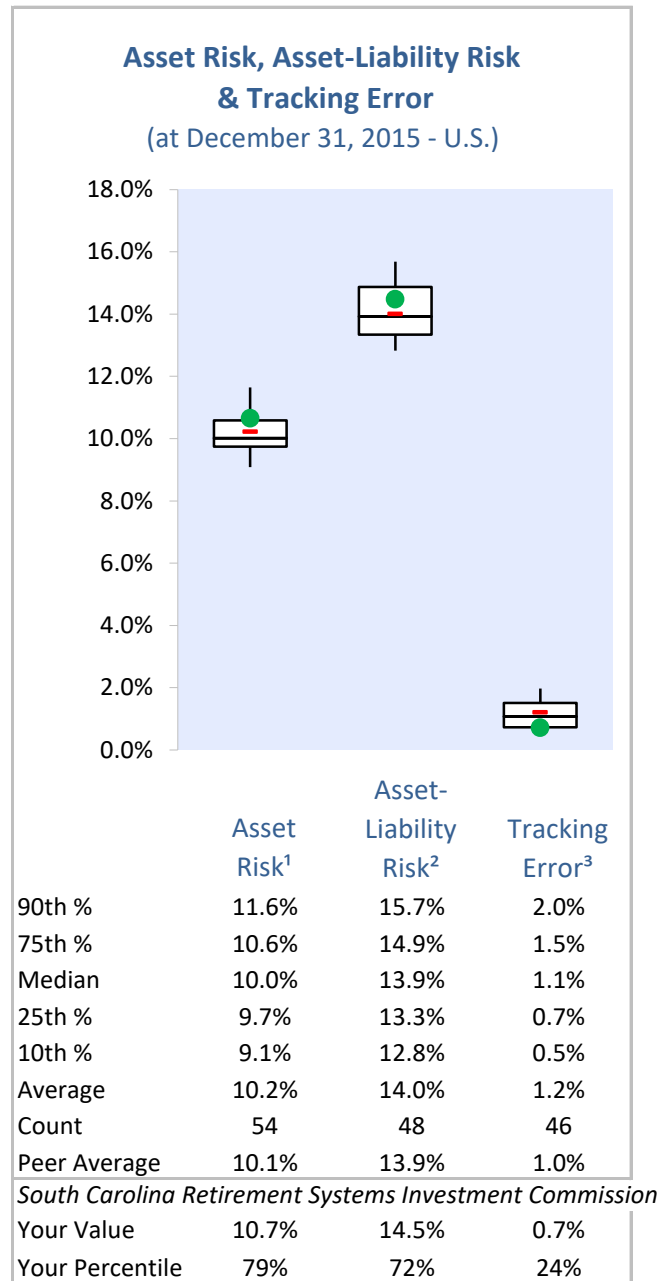 Asset Risk, Asset-Liability Risk
& Tracking Error
(at December 31, 2015 - U.S.)
18.0%
16.0%
14.0%
12.0%
10.0%
8.0%
6.0%
4.0%
2.0%
0.0%
Asset Risk¹ Asset-Liability Risk² Tracking Error³
90th % 11.6% 15.7% 2.0%
75th % 10.6% 14.9% 1.5%
Median 10.0% 13.9% 1.1%
25th % 9.7% 13.3% 0.7%
10th % 9.1% 12.8% 0.5%
Average 10.2% 14.0% 1.2%
Count 54 48 46
Peer Average 10.1% 13.9% 1.0%
South Carolina Retirement Systems Investment Commission
Your Value 10.7% 14.5% 0.7%
Your Percentile 79% 72% 24%